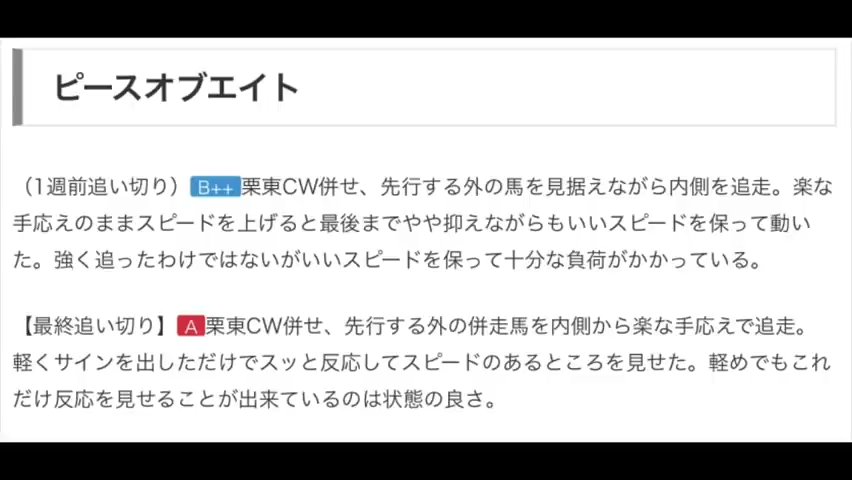 ピースオブエイト
（1週前追い切り）B++栗東CW併せ、先行する外の馬を見据えながら内側を追走。楽な
手応えのままスピードを上げると最後までやや抑えながらもいいスピードを保って動い
た。強く追ったわけではないがいいスピードを保って十分な負荷がかかっている。
【最終追い切り】A栗東CW併せ、先行する外の併走馬を内側から楽な手応えで追走。
軽くサインを出しただけでスッと反応してスピードのあるところを見せた。軽めでもこれ
だけ反応を見せることが出来ているのは状態の良さ。